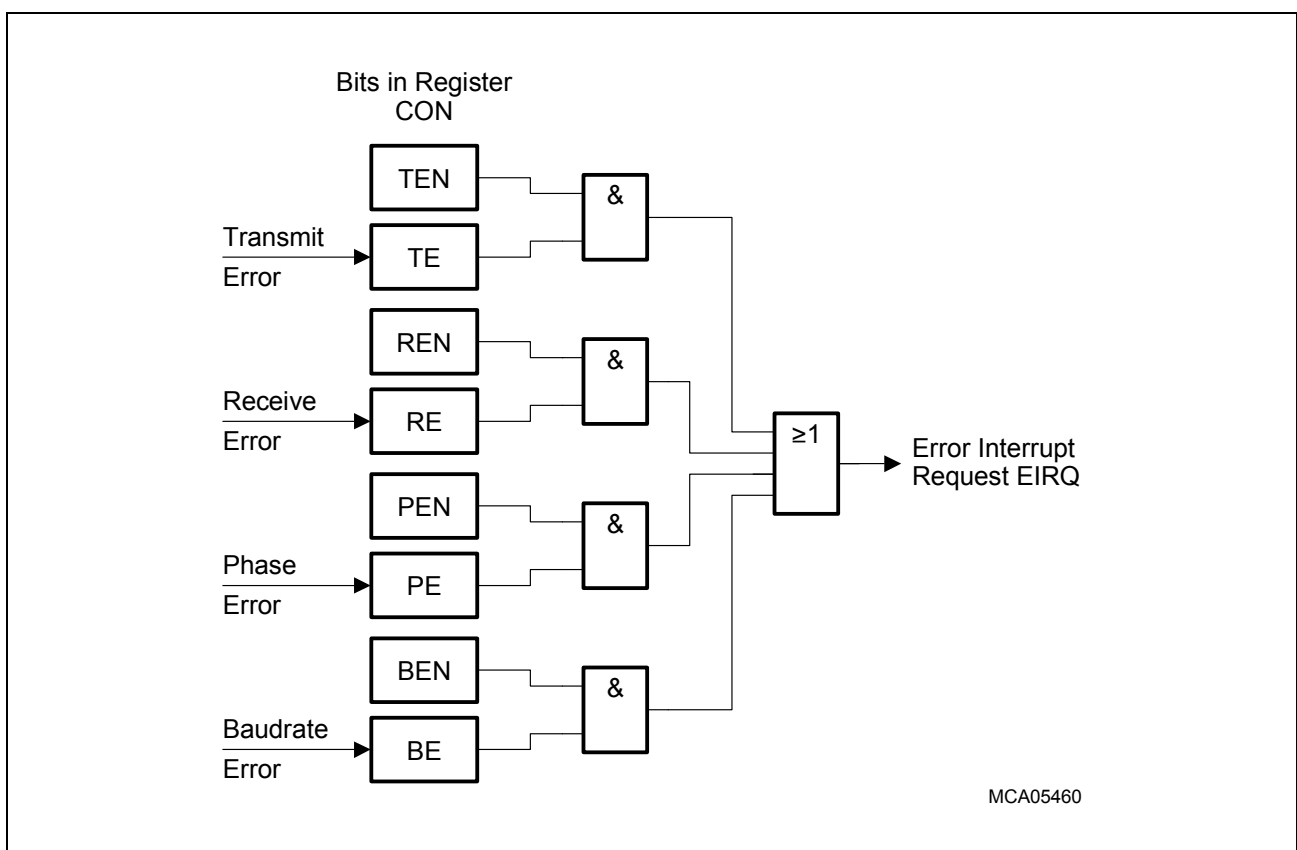 Bits in Register
CON
TEN
&
Transmit
Error
TE
REN
&
Receive
Error
RE
≥1
Error Interrupt
Request EIRQ
PEN
&
Phase
Error
PE
BEN
&
Baudrate
Error
BE
MCA05460